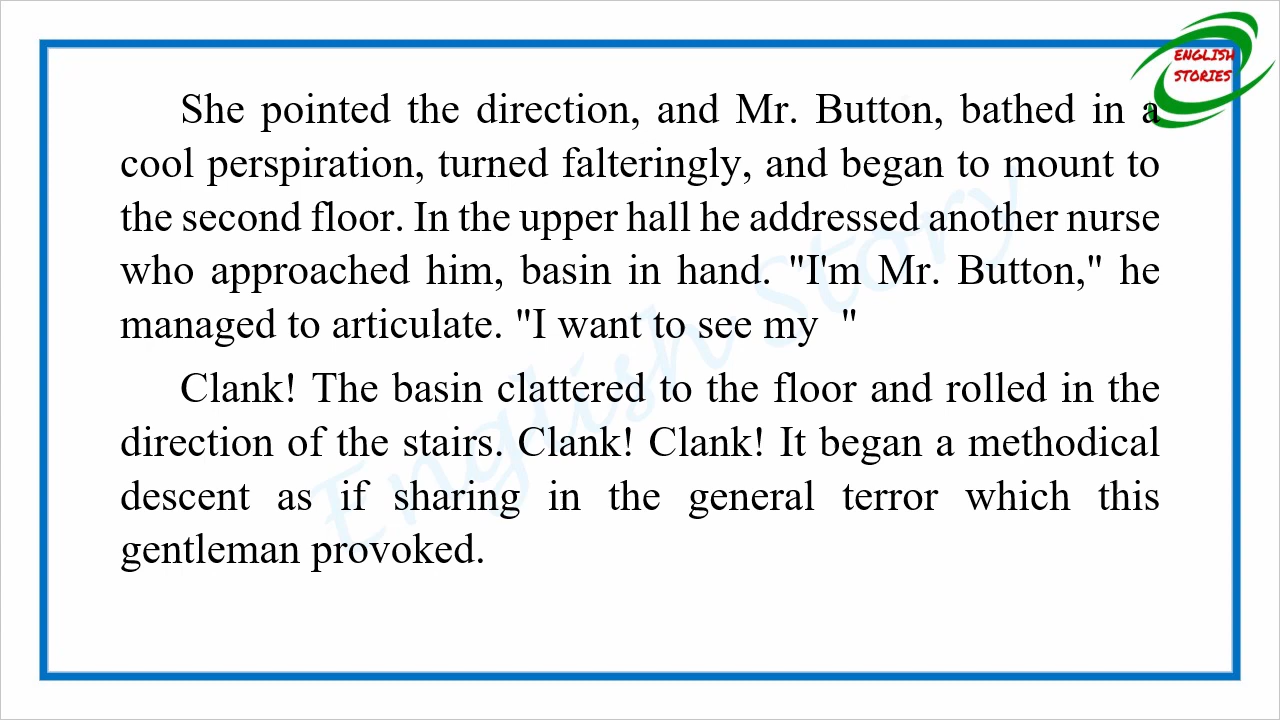 ENGLISH
STORIES
She pointed the direction, and Mr. Button, bathed in a
cool perspiration, turned falteringly, and began to mount to
the second floor. In the upper hall he addressed another nurse
who approached him, basin in hand. "I'm Mr. Button," he
managed to articulate. "I want to see my  "
Clank! The basin clattered to the floor and rolled in the
direction of the stairs. Clank! Clank! It began a methodical
descent as if sharing in the general terror which this
gentleman provoked.
English Story